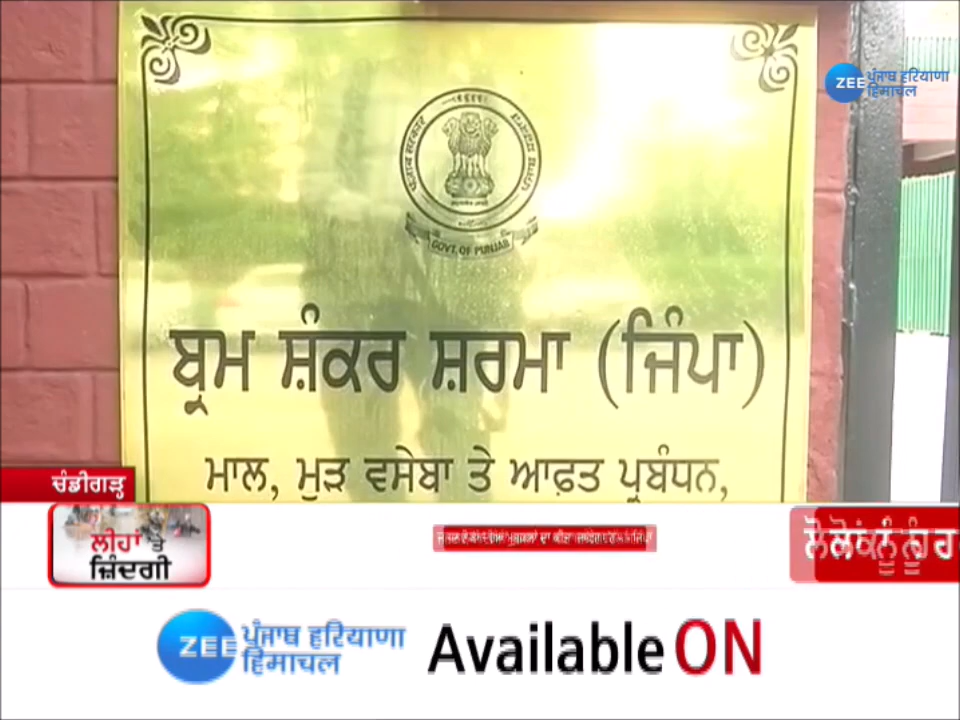 ZEE ਪੰਜਾਬ ਹਰਿਆਣਾ ਹਿਮਾਚਲ
ਪੰਜਾਬ ਸਰਕਾਰ
GOVT. OF PUNJAB
ਬ੍ਰਮ ਸ਼ੰਕਰ ਸ਼ਰਮਾ (ਜਿੰਪਾ)
ਮਾਲ, ਮੁੜ ਵਸੇਬਾ ਤੇ ਆਫ਼ਤ ਪ੍ਰਬੰਧਨ,
ਚੰਡੀਗੜ੍ਹ
ਲੀਹਾਂ 'ਤੇ
ਜ਼ਿੰਦਗੀ
ZEE ਪੰਜਾਬ ਹਰਿਆਣਾ
ਹਿਮਾਚਲ
Available ON